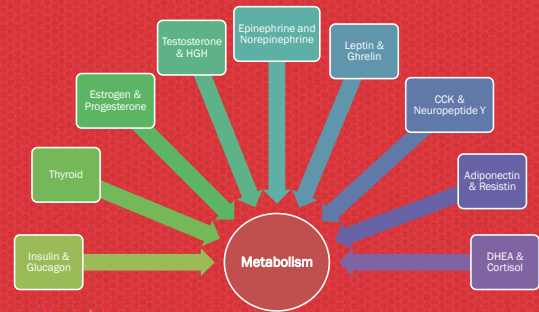 Epinephrine and
Norepinephrine
Testosterone
& HGH
Leptin &
Ghrelin
Estrogen &
Progesterone
CCK &
Neuropeptide Y
Thyroid
Adiponectin
& Resistin
Insulin &
Glucagon
Metabolism
DHEA &
Cortisol